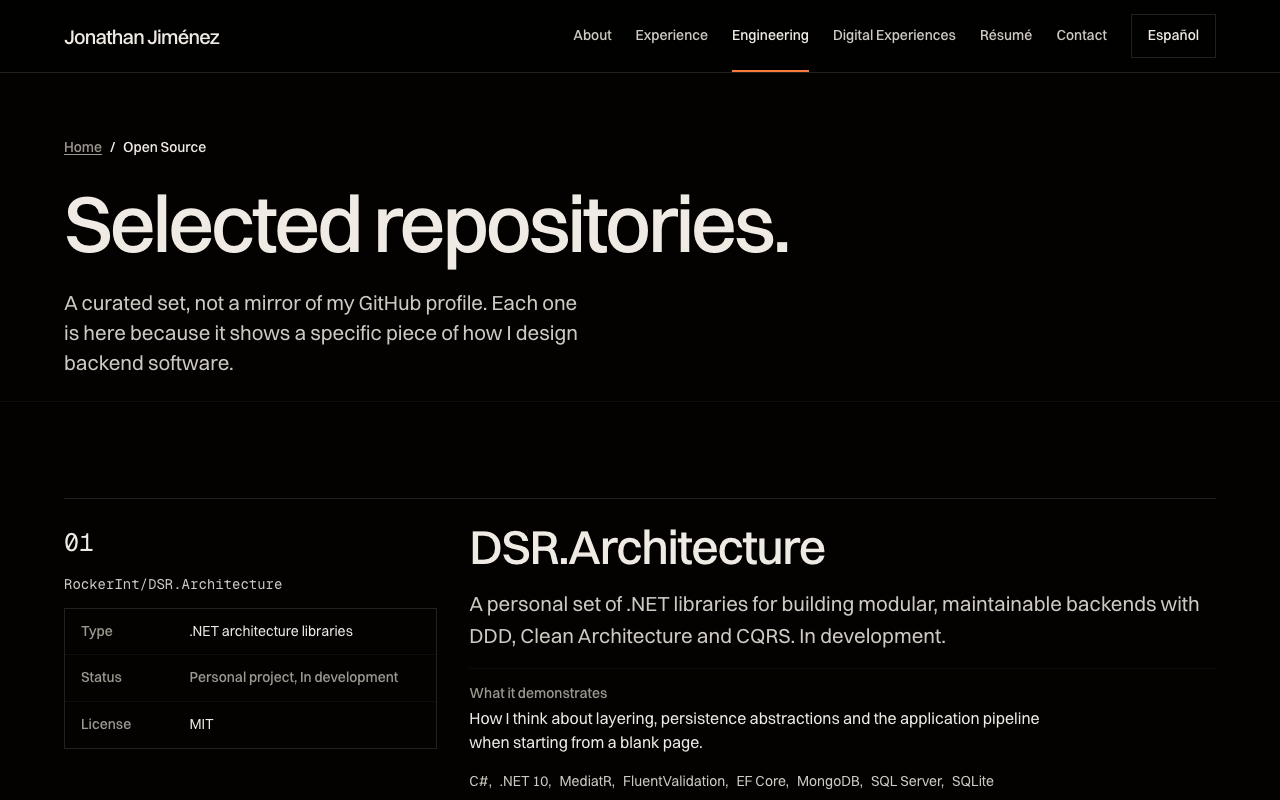 Jonathan Jiménez
About Experience Engineering Digital Experiences Résumé Contact Español
Home / Open Source
Selected repositories.
A curated set, not a mirror of my GitHub profile. Each one
is here because it shows a specific piece of how I design
backend software.
01
RockerInt/DSR.Architecture
Type .NET architecture libraries
Status Personal project, In development
License MIT
DSR.Architecture
A personal set of .NET libraries for building modular, maintainable backends with
DDD, Clean Architecture and CQRS. In development.
What it demonstrates
How I think about layering, persistence abstractions and the application pipeline
when starting from a blank page.
C#, .NET 10, MediatR, FluentValidation, EF Core, MongoDB, SQL Server, SQLite